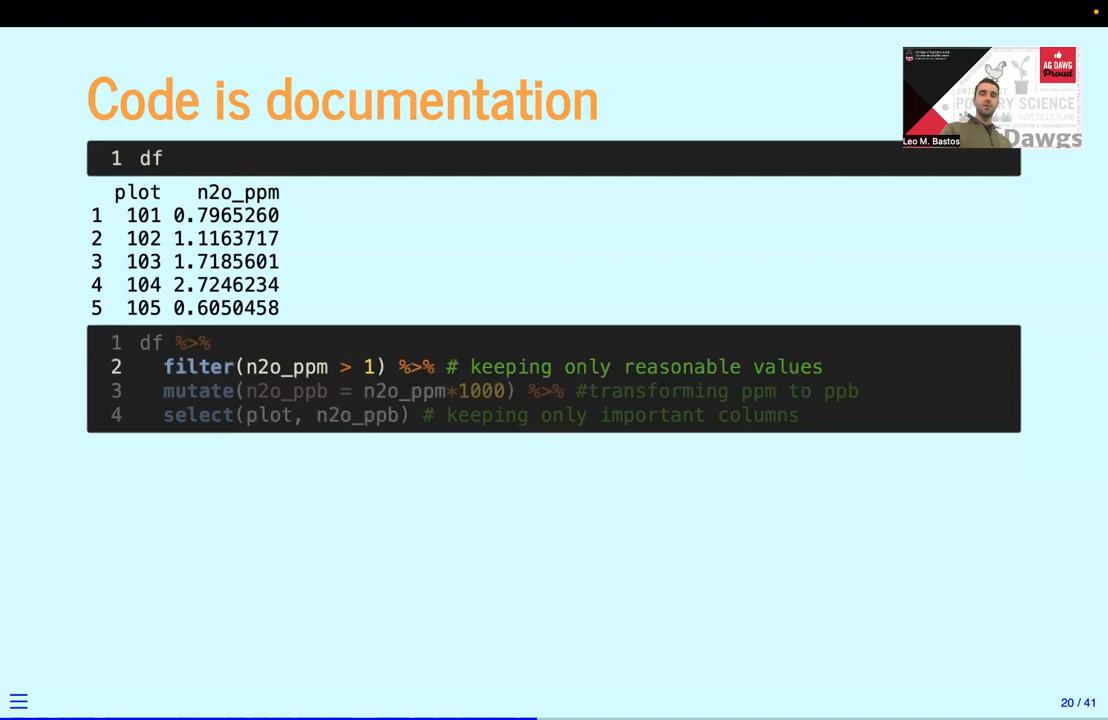 Code is documentation
AG DAWG
Proud
POULTRY SCIENCE
HORTICULTURE
Dawgs
Leo M. Bastos
1 df
plot n2o_ppm
1 101 0.7965260
2 102 1.1163717
3 103 1.7185601
4 104 2.7246234
5 105 0.6050458
1 df %>%
2 filter(n2o_ppm > 1) %>% # keeping only reasonable values
3 mutate(n2o_ppb = n2o_ppm*1000) %>% #transforming ppm to ppb
4 select(plot, n2o_ppb) # keeping only important columns
20 / 41